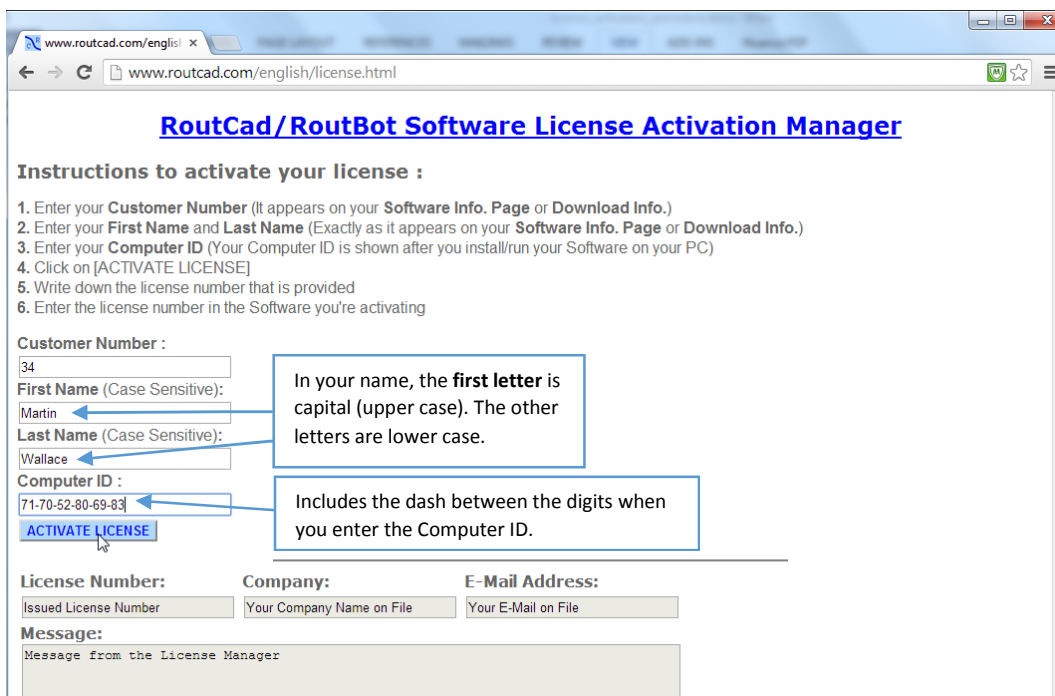 www.routcad.com/englis
www.routcad.com/english/license.html
RoutCad/RoutBot Software License Activation Manager
Instructions to activate your license :
1. Enter your Customer Number (It appears on your Software Info. Page or Download Info.)
2. Enter your First Name and Last Name (Exactly as it appears on your Software Info. Page or Download Info.)
3. Enter your Computer ID (Your Computer ID is shown after you install/run your Software on your PC)
4. Click on [ACTIVATE LICENSE]
5. Write down the license number that is provided
6. Enter the license number in the Software you're activating
Customer Number :
34
First Name (Case Sensitive):
Martin
Last Name (Case Sensitive):
Wallace
Computer ID :
71-70-52-80-69-83
ACTIVATE LICENSE
In your name, the first letter is
capital (upper case). The other
letters are lower case.
Includes the dash between the digits when
you enter the Computer ID.
License Number: Company: E-Mail Address:
Issued License Number Your Company Name on File Your E-Mail on File
Message:
Message from the License Manager